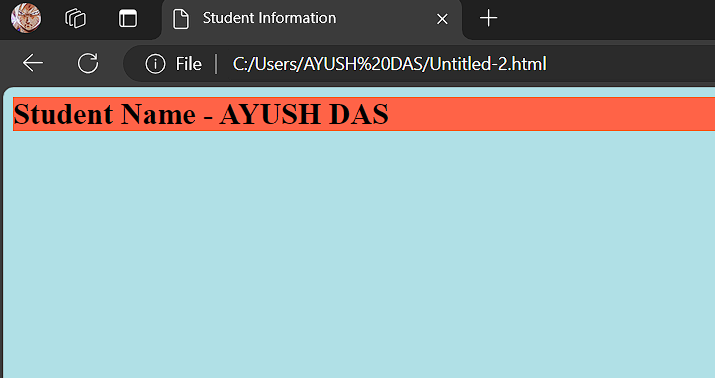 Student Information
File | C:/Users/AYUSH%20DAS/Untitled-2.html
Student Name - AYUSH DAS